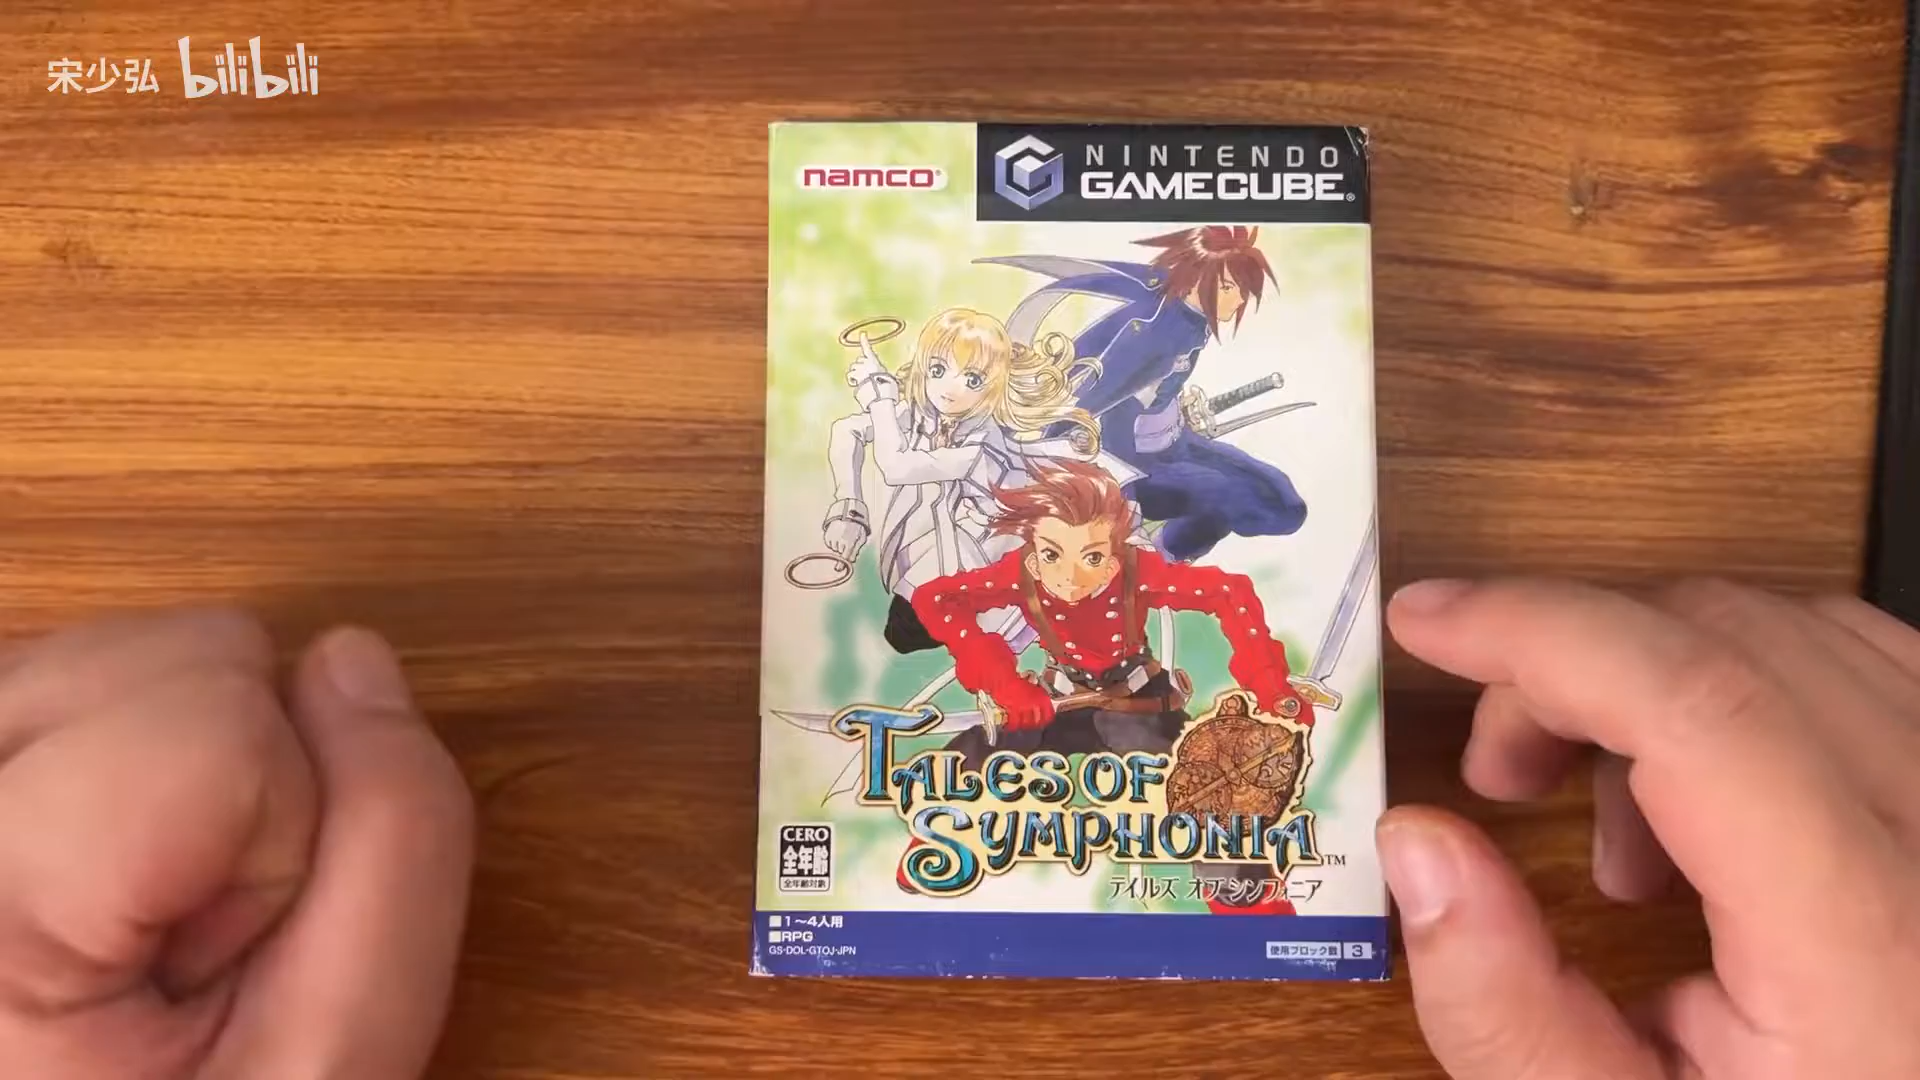 宋少弘 bilibili
namco®
NINTENDO
GAMECUBE®
TALES OF
SYMPHONIA™
テイルズ オブ シンフォニア
CERO
全年齢
全年齢対象
■1～4人用
■RPG
GS-DOL-GTOJ-JPN
使用ブロック数 3